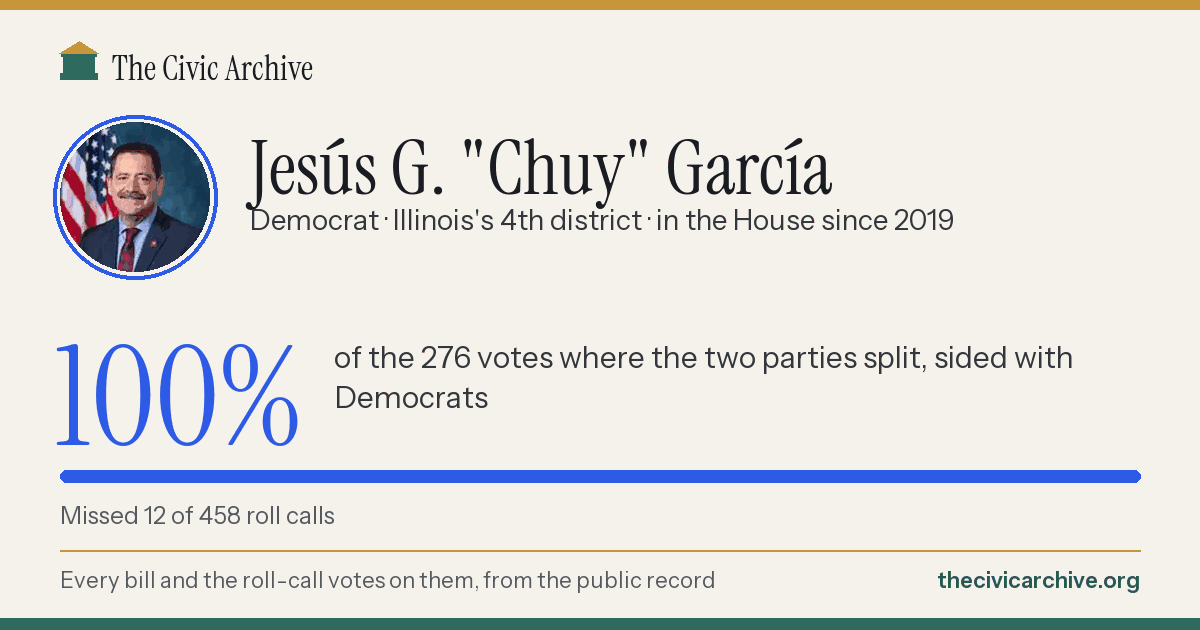 The Civic Archive
Jesús G. "Chuy" García
Democrat · Illinois's 4th district · in the House since 2019
100%
of the 276 votes where the two parties split, sided with
Democrats
Missed 12 of 458 roll calls
Every bill and the roll-call votes on them, from the public record
thecivicarchive.org